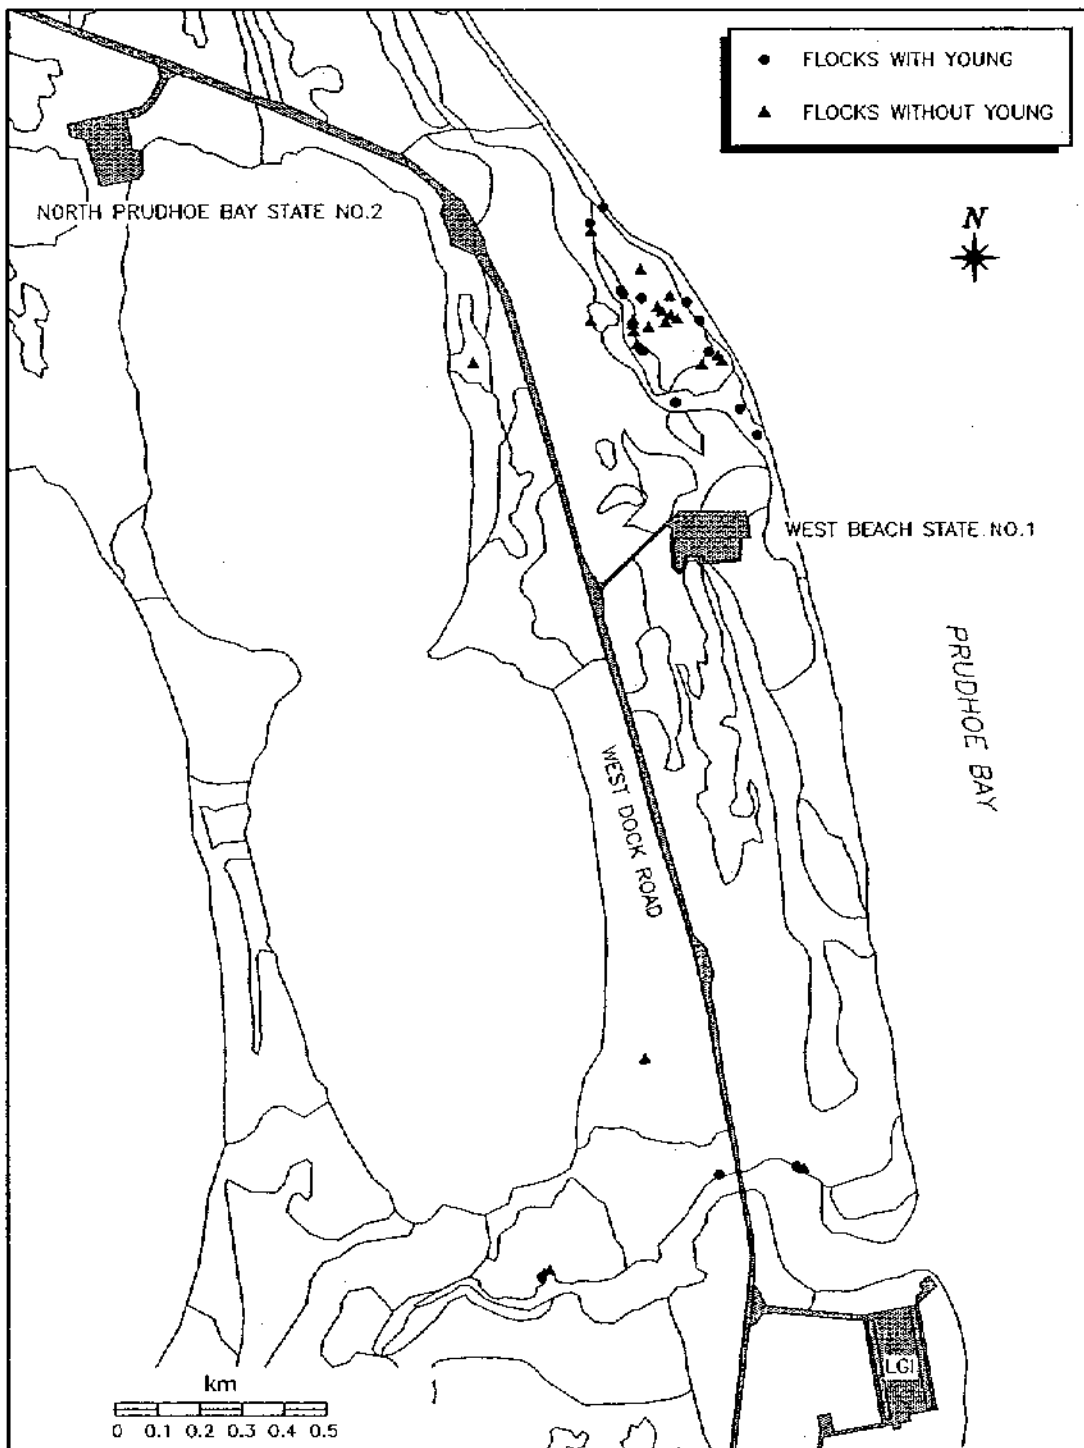 FLOCKS WITH YOUNG
FLOCKS WITHOUT YOUNG
N
NORTH PRUDHOE BAY STATE NO.2
WEST BEACH STATE NO.1
PRUDHOE BAY
WEST DOCK ROAD
LGI
km
0 0.1 0.2 0.3 0.4 0.5